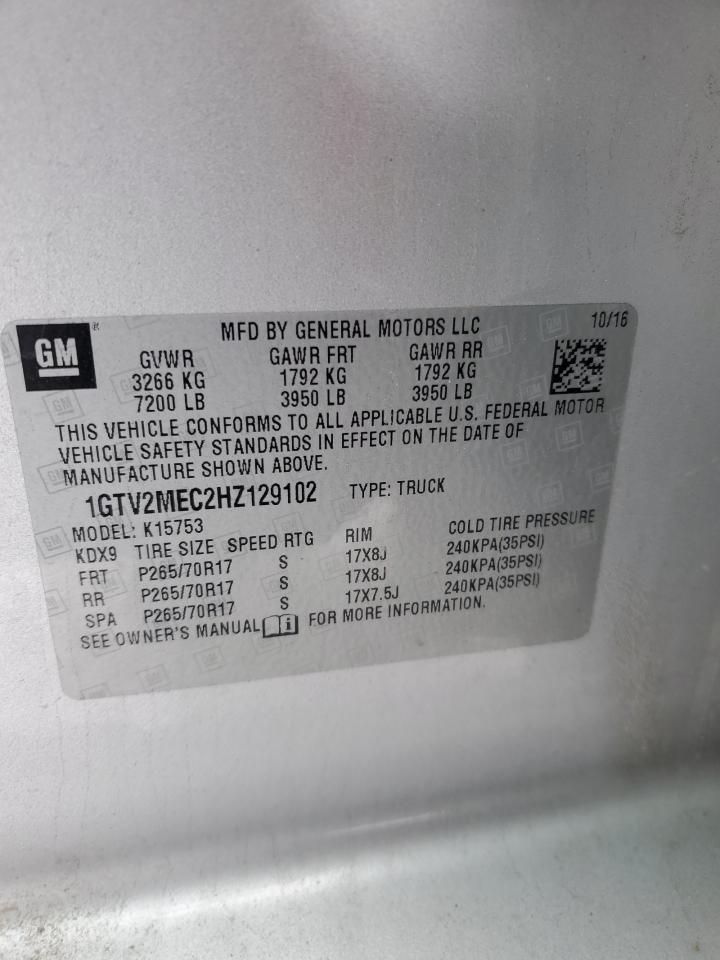 GM
MFD BY GENERAL MOTORS LLC 10/16
GVWR GAWR FRT GAWR RR
3266 KG 1792 KG 1792 KG
7200 LB 3950 LB 3950 LB
THIS VEHICLE CONFORMS TO ALL APPLICABLE U.S. FEDERAL MOTOR
VEHICLE SAFETY STANDARDS IN EFFECT ON THE DATE OF
MANUFACTURE SHOWN ABOVE.
1GTV2MEC2HZ129102 TYPE: TRUCK
MODEL: K15753
KDX9 TIRE SIZE SPEED RTG RIM COLD TIRE PRESSURE
FRT P265/70R17 S 17X8J 240KPA(35PSI)
RR P265/70R17 S 17X8J 240KPA(35PSI)
SPA P265/70R17 S 17X7.5J 240KPA(35PSI)
SEE OWNER'S MANUAL i FOR MORE INFORMATION.